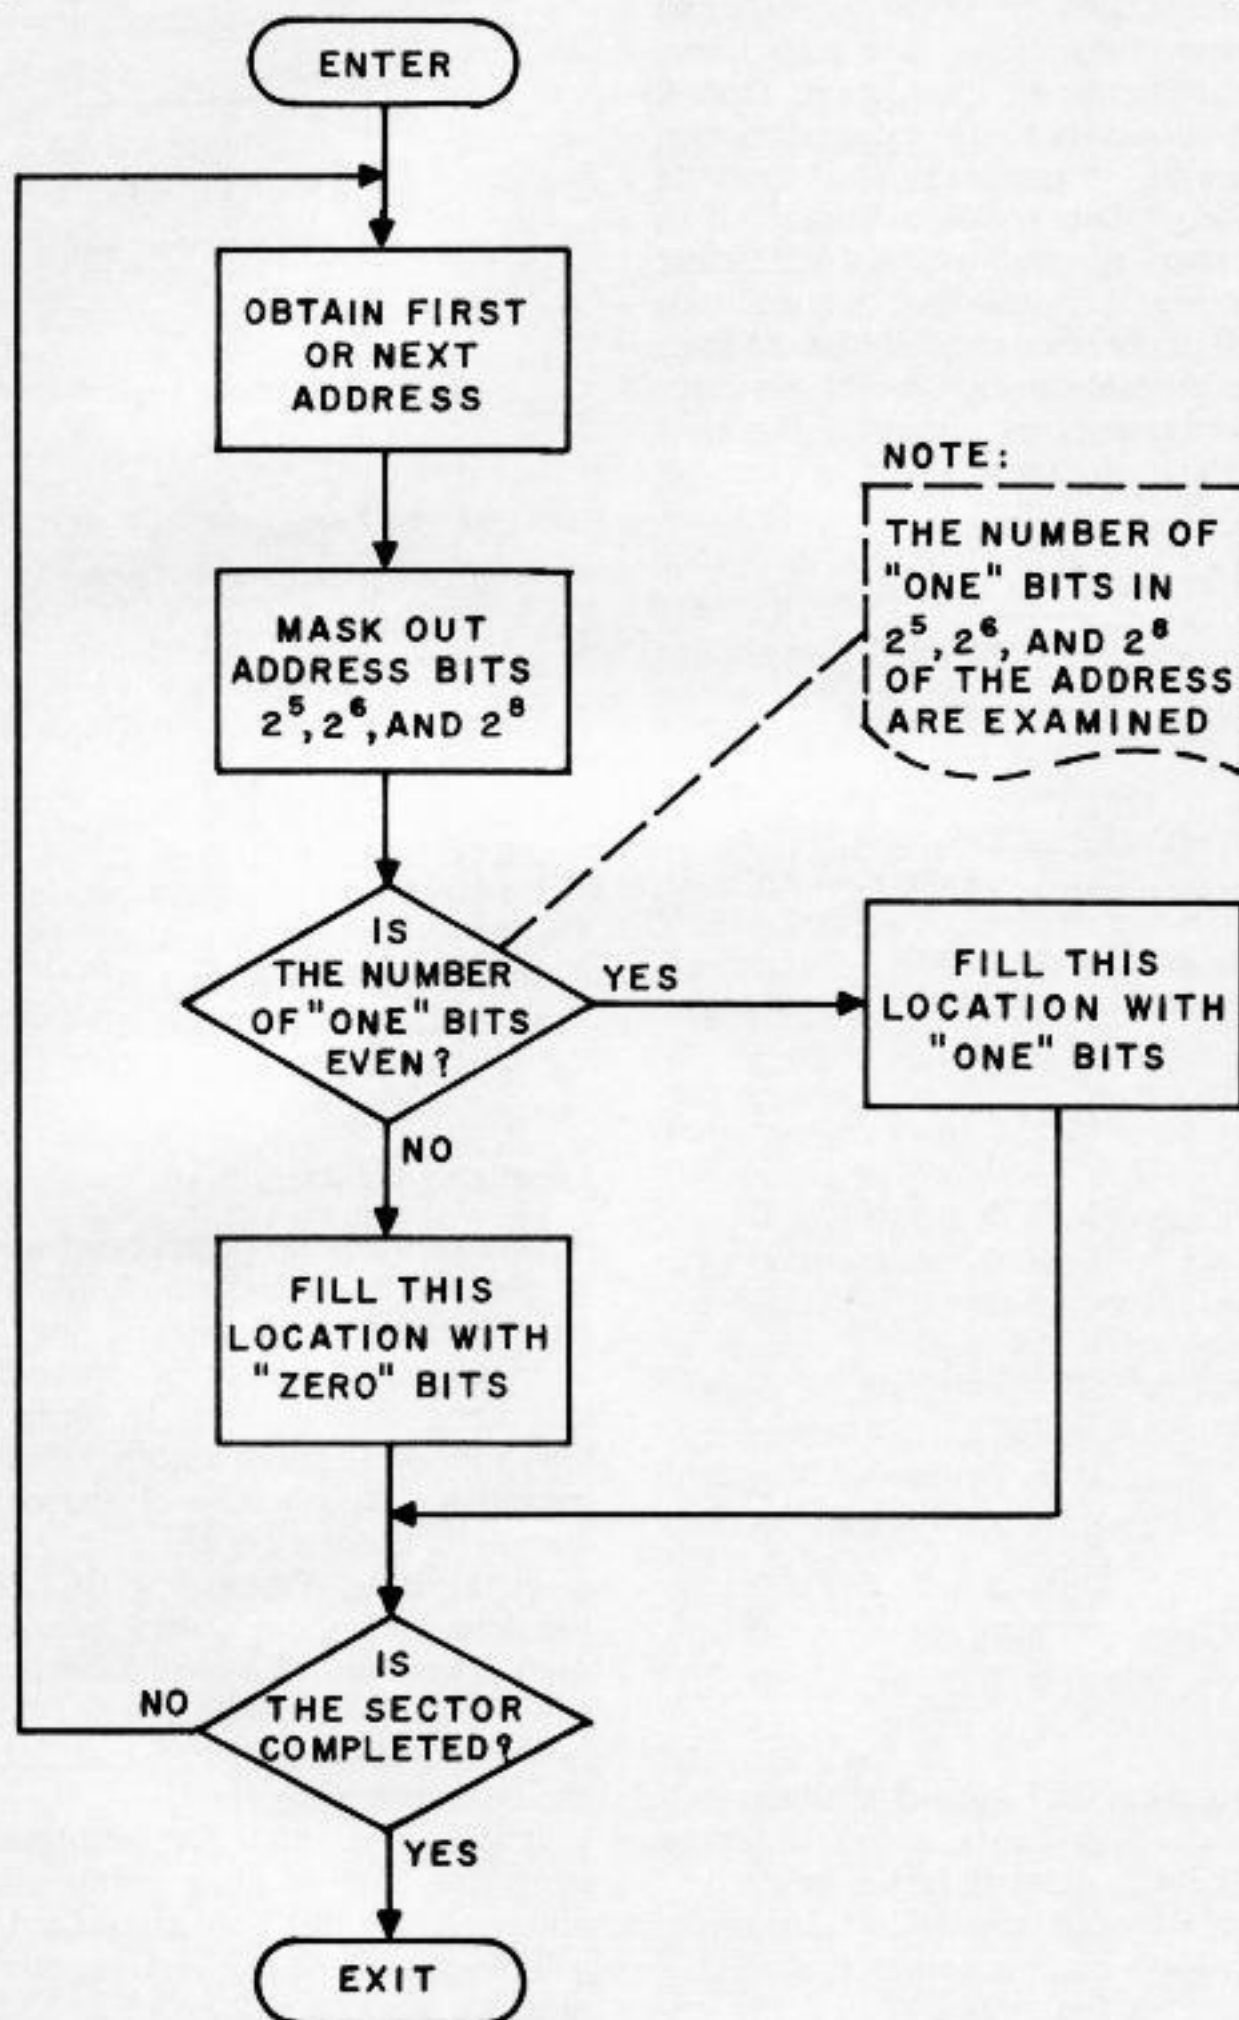 ENTER
OBTAIN FIRST
OR NEXT
ADDRESS
NOTE:
THE NUMBER OF
"ONE" BITS IN
2⁵, 2⁶, AND 2⁸
OF THE ADDRESS
ARE EXAMINED
MASK OUT
ADDRESS BITS
2⁵, 2⁶, AND 2⁸
IS
THE NUMBER
OF "ONE" BITS
EVEN?
YES
FILL THIS
LOCATION WITH
"ONE" BITS
NO
FILL THIS
LOCATION WITH
"ZERO" BITS
IS
THE SECTOR
COMPLETED?
NO
YES
EXIT